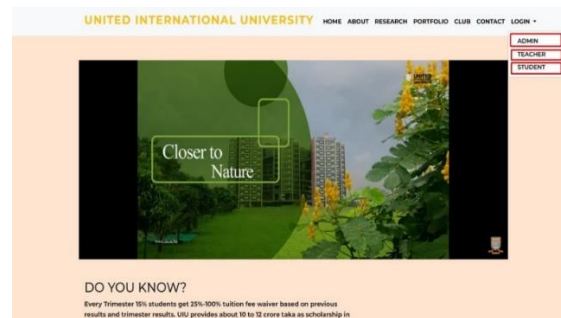 UNITED INTERNATIONAL UNIVERSITY HOME ABOUT RESEARCH PORTFOLIO CLUB CONTACT LOGIN
ADMIN
TEACHER
STUDENT
UNITED
Closer to
Nature
DO YOU KNOW?
Every Trimester 15% students get 25%-100% tuition fee waiver based on previous
results and trimester results. UIU provides about 10 to 12 crore taka as scholarship in